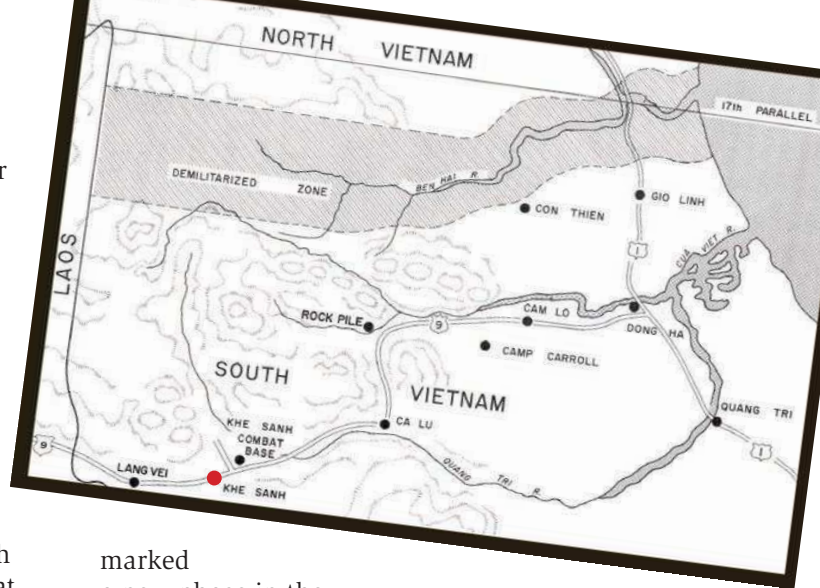 NORTH VIETNAM
17th PARALLEL
DEMILITARIZED ZONE
BEN HAI R.
GIO LINH
CON THIEN
LAOS
1
CUA VIET R.
ROCK PILE
9
CAM LO
DONG HA
CAMP CARROLL
SOUTH
VIETNAM
QUANG TRI
KHE SANH
COMBAT
BASE
CA LU
1
9
LANG VEI
QUANG TRI R.
KHE SANH
marked